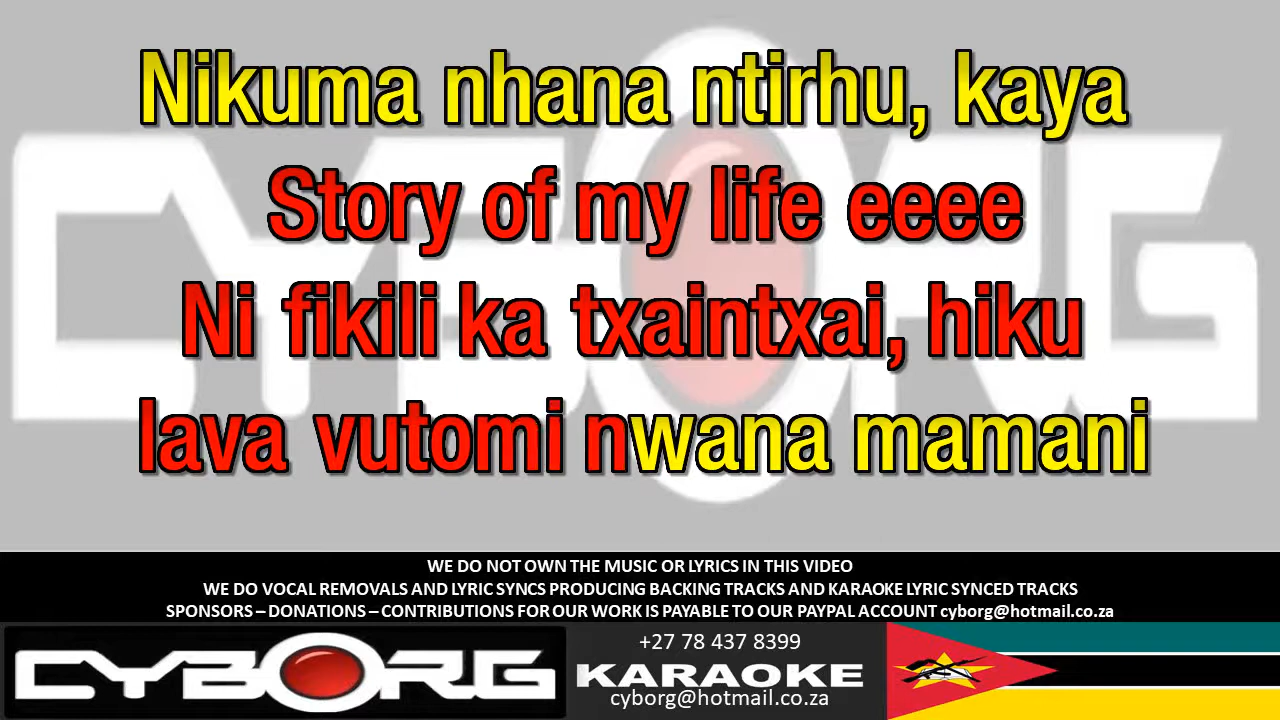 Nikuma nhana ntirhu, kaya
Story of my life eeee
Ni fikili ka txaintxai, hiku
lava vutomi nwana mamani
WE DO NOT OWN THE MUSIC OR LYRICS IN THIS VIDEO
WE DO VOCAL REMOVALS AND LYRIC SYNCS PRODUCING BACKING TRACKS AND KARAOKE LYRIC SYNCED TRACKS
SPONSORS – DONATIONS – CONTRIBUTIONS FOR OUR WORK IS PAYABLE TO OUR PAYPAL ACCOUNT cyborg@hotmail.co.za
CYBORG
+27 78 437 8399
KARAOKE
cyborg@hotmail.co.za
CYBORG